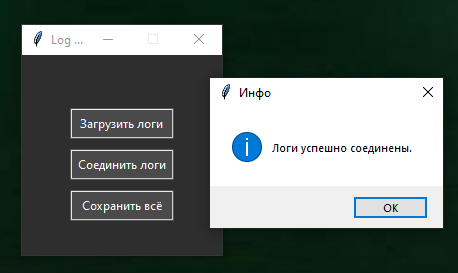 Log ...
Инфо
Загрузить логи
Логи успешно соединены.
Соединить логи
Сохранить всё
OK